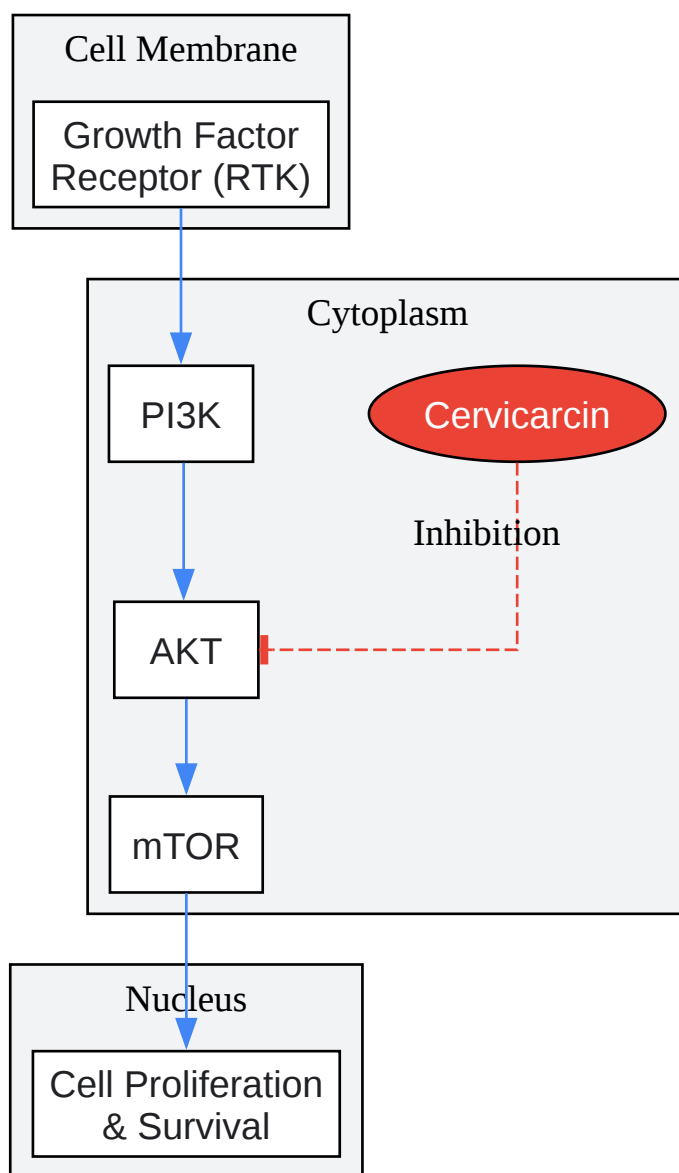 Cell Membrane
Growth Factor
Receptor (RTK)
Cytoplasm
PI3K
Cervicarcin
Inhibition
AKT
mTOR
Nucleus
Cell Proliferation
& Survival